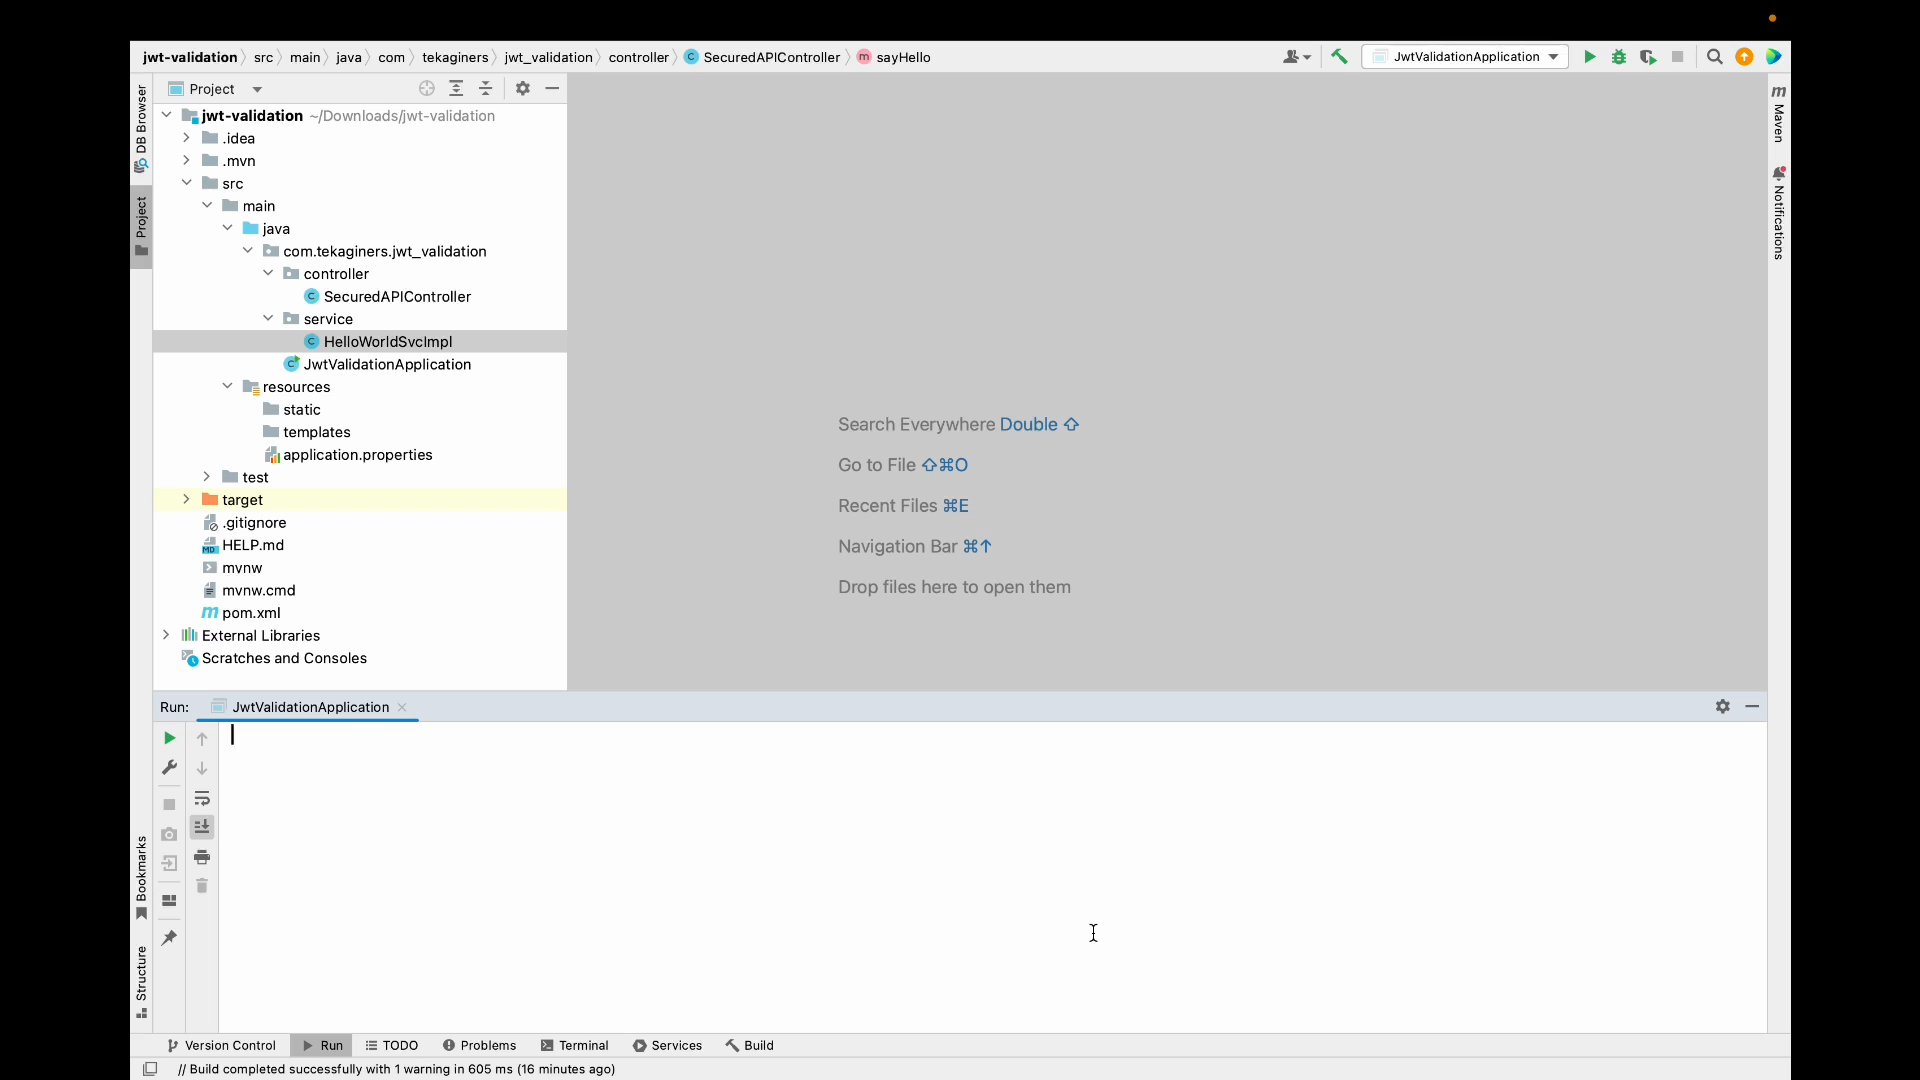 jwt-validation src main java com tekaginers jwt_validation controller SecuredAPIController sayHello
JwtValidationApplication
Project
jwt-validation ~/Downloads/jwt-validation
.idea
.mvn
src
main
java
com.tekaginers.jwt_validation
controller
SecuredAPIController
service
HelloWorldSvcImpl
JwtValidationApplication
resources
static
templates
application.properties
test
target
.gitignore
HELP.md
mvnw
mvnw.cmd
pom.xml
External Libraries
Scratches and Consoles
DB Browser
Project
Bookmarks
Structure
Search Everywhere Double ⇧
Go to File ⇧⌘O
Recent Files ⌘E
Navigation Bar ⌘↑
Drop files here to open them
Maven
Notifications
Run: JwtValidationApplication
Version Control Run TODO Problems Terminal Services Build
// Build completed successfully with 1 warning in 605 ms (16 minutes ago)